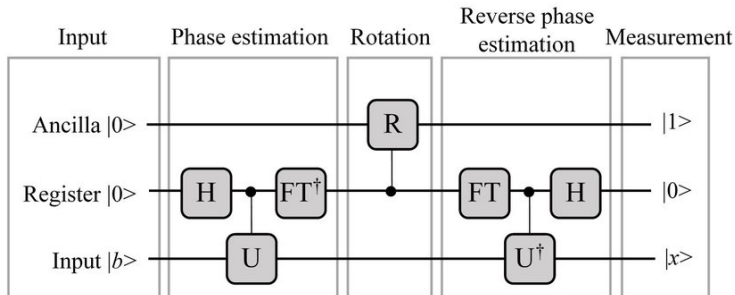 Input
Phase estimation
Rotation
Reverse phase
estimation
Measurement
Ancilla |0>
R
|1>
Register |0>
H
FT†
FT
H
|0>
Input |b>
U
U†
|x>